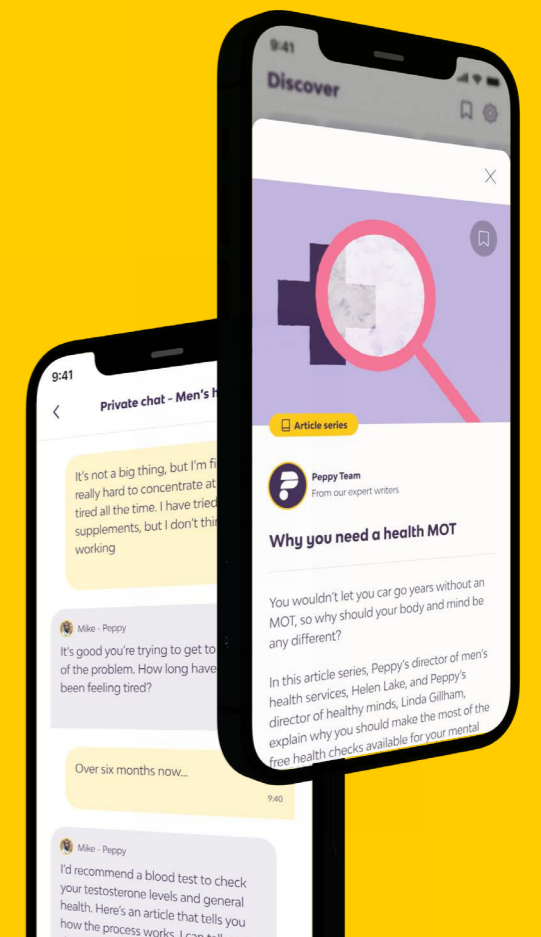 9:41
Discover
Article series
Peppy Team
From our expert writers
Why you need a health MOT
You wouldn't let you car go years without an
MOT, so why should your body and mind be
any different?
In this article series, Peppy's director of men's
health services, Helen Lake, and Peppy's
director of healthy minds, Linda Gillham,
explain why you should make the most of the
free health checks available for your mental
9:41
Private chat - Men's h
It's not a big thing, but I'm fi
really hard to concentrate at
tired all the time. I have tried
supplements, but I don't thi
working
Mike - Peppy
It's good you're trying to get to
of the problem. How long have
been feeling tired?
Over six months now...
9:40
Mike - Peppy
I'd recommend a blood test to check
your testosterone levels and general
health. Here's an article that tells you
how the process works. I can tell